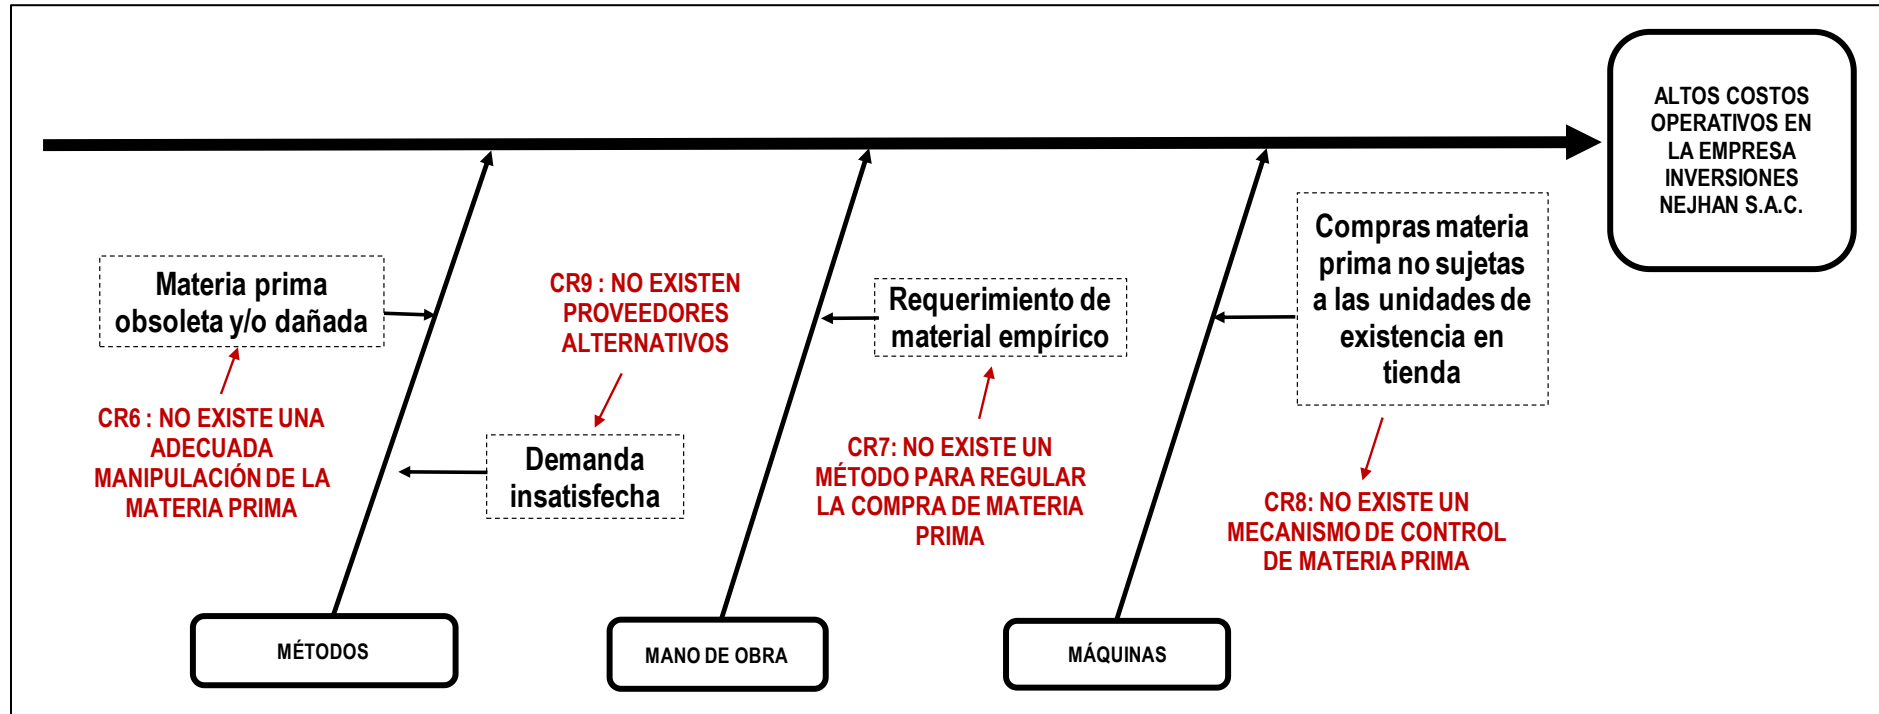 ALTOS COSTOS
OPERATIVOS EN
LA EMPRESA
INVERSIONES
NEJHAN S.A.C.
Materia prima
obsoleta y/o dañada
CR6 : NO EXISTE UNA
ADECUADA
MANIPULACIÓN DE LA
MATERIA PRIMA
CR9 : NO EXISTEN
PROVEEDORES
ALTERNATIVOS
Demanda
insatisfecha
Requerimiento de
material empírico
CR7: NO EXISTE UN
MÉTODO PARA REGULAR
LA COMPRA DE MATERIA
PRIMA
Compras materia
prima no sujetas
a las unidades de
existencia en
tienda
CR8: NO EXISTE UN
MECANISMO DE CONTROL
DE MATERIA PRIMA
MÉTODOS
MANO DE OBRA
MÁQUINAS